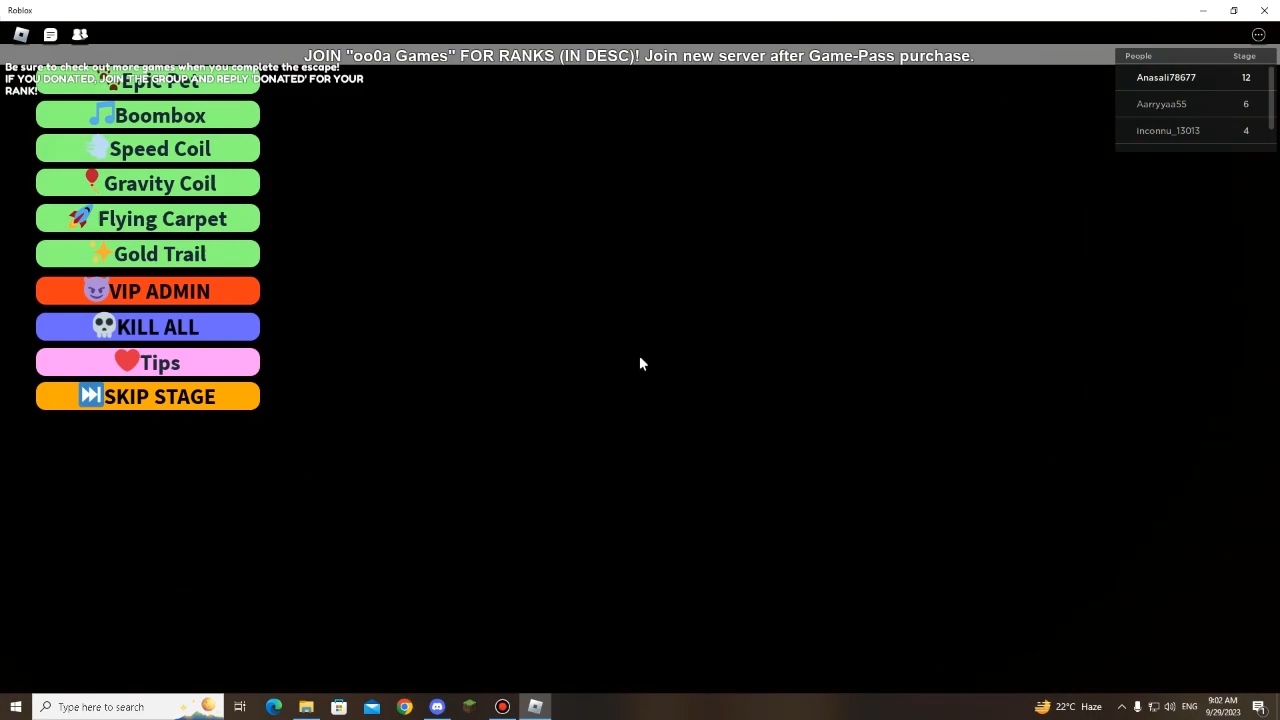 Roblox
JOIN "oo0a Games" FOR RANKS (IN DESC)! Join new server after Game-Pass purchase.
Be sure to check out more games when you complete the escape!
IF YOU DONATED, JOIN THE GROUP AND REPLY 'DONATED' FOR YOUR
RANK!
Epic Pet
Boombox
Speed Coil
Gravity Coil
Flying Carpet
Gold Trail
VIP ADMIN
KILL ALL
Tips
SKIP STAGE
People Stage
Anasali78677 12
Aarryyaa55 6
inconnu_13013 4
Type here to search
22°C Haze
ENG
9:02 AM
9/29/2023
1